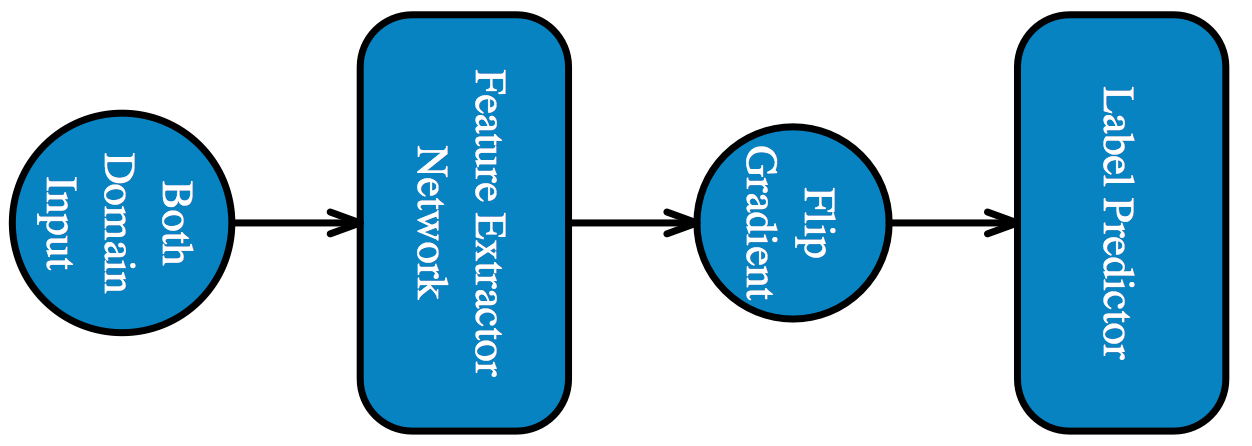 Both
Domain
Input
Feature Extractor
Network
Flip
Gradient
Label Predictor